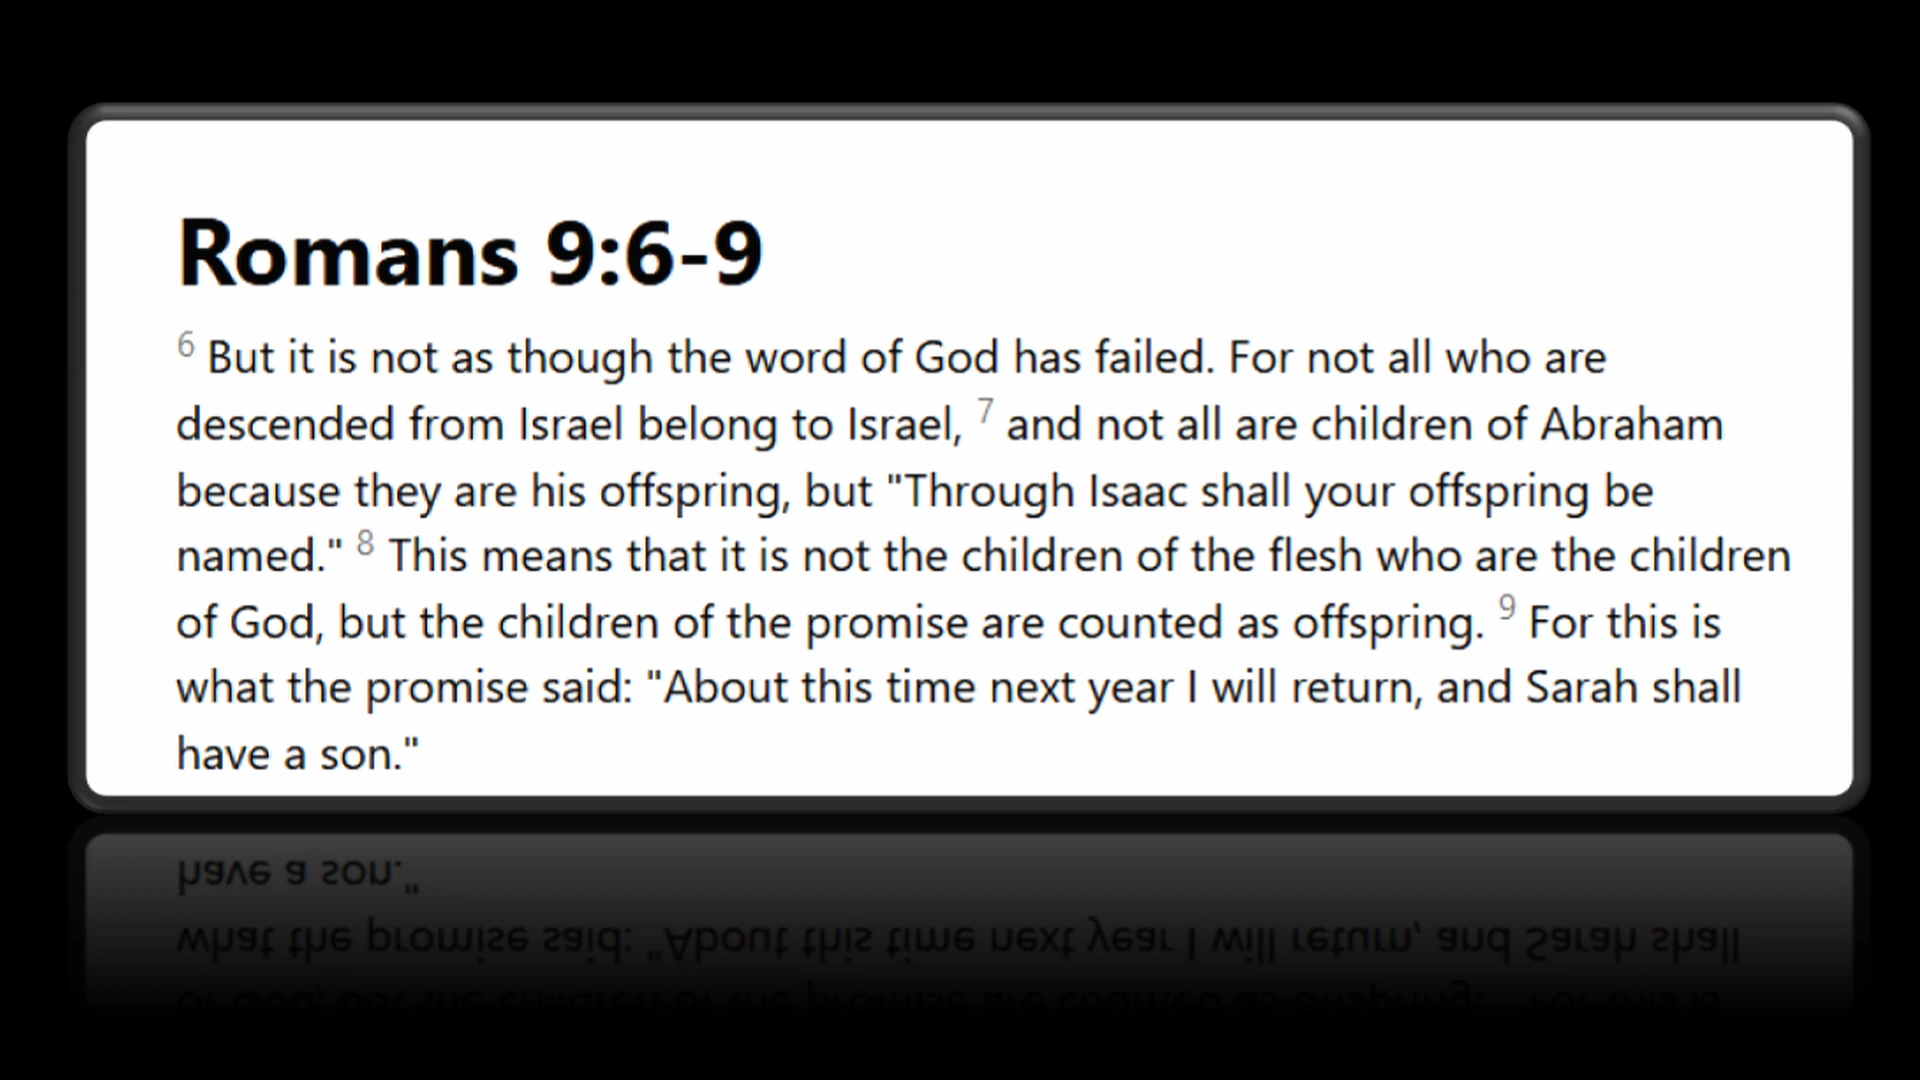 Romans 9:6-9
6 But it is not as though the word of God has failed. For not all who are
descended from Israel belong to Israel, 7 and not all are children of Abraham
because they are his offspring, but "Through Isaac shall your offspring be
named." 8 This means that it is not the children of the flesh who are the children
of God, but the children of the promise are counted as offspring. 9 For this is
what the promise said: "About this time next year I will return, and Sarah shall
have a son."